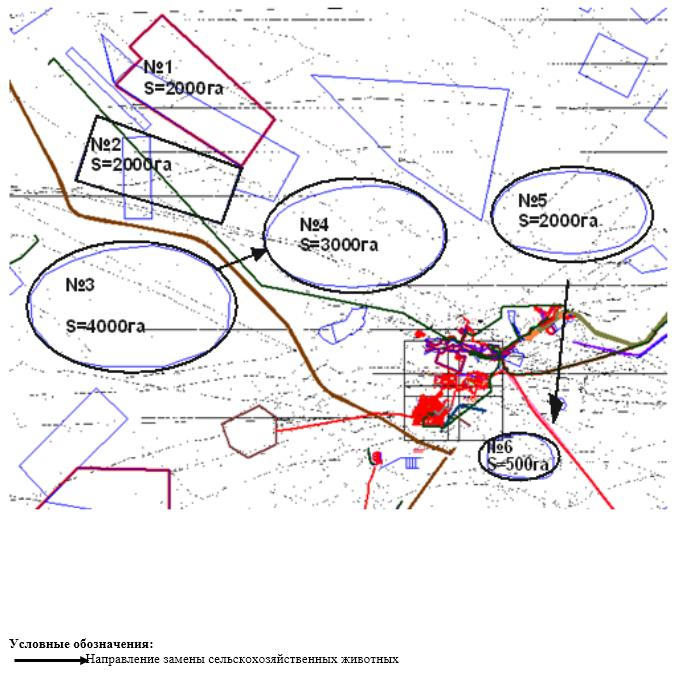 №1
S=2000га
№2
S=2000га
№4
S=3000га
№5
S=2000га
№3
S=4000га
№6
S=500га
Условные обозначения:
Направление замены сельскохозяйственных животных